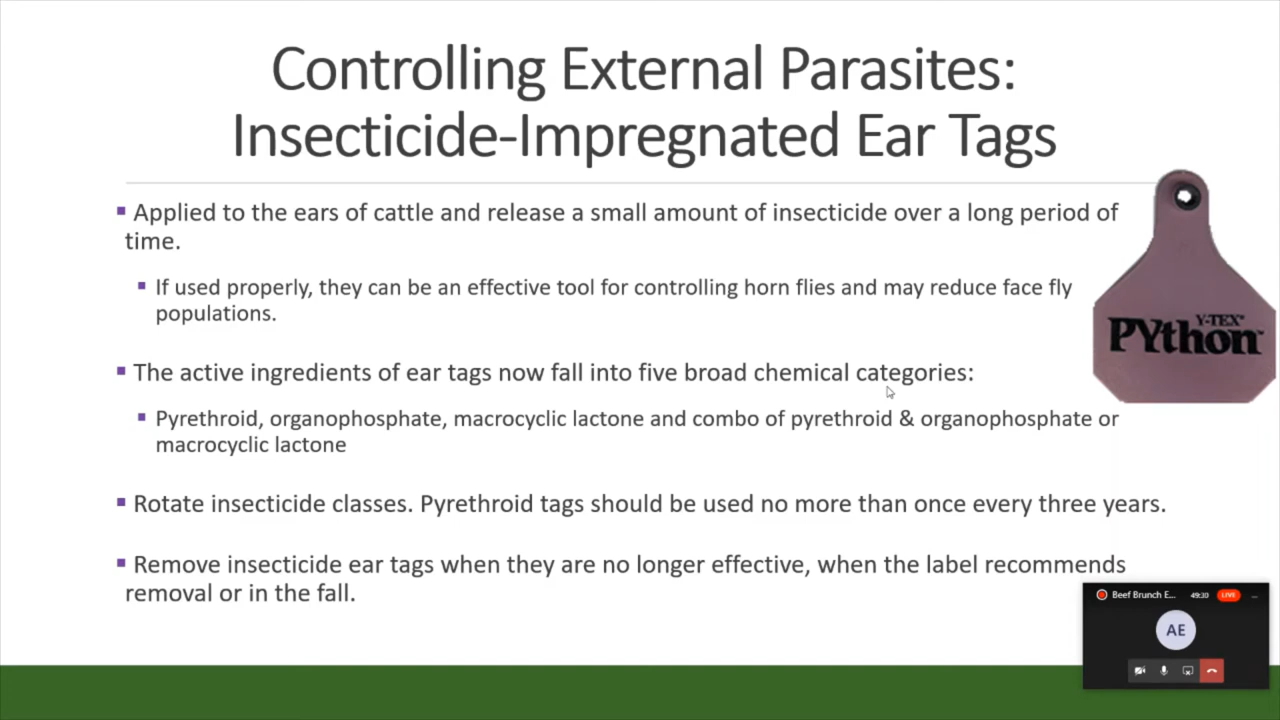 Controlling External Parasites:
Insecticide-Impregnated Ear Tags
Applied to the ears of cattle and release a small amount of insecticide over a long period of
time.
If used properly, they can be an effective tool for controlling horn flies and may reduce face fly
populations.
Y-TEX
PYthon™
The active ingredients of ear tags now fall into five broad chemical categories:
Pyrethroid, organophosphate, macrocyclic lactone and combo of pyrethroid & organophosphate or
macrocyclic lactone
Rotate insecticide classes. Pyrethroid tags should be used no more than once every three years.
Remove insecticide ear tags when they are no longer effective, when the label recommends
removal or in the fall.
Beef Brunch E... 49:30 LIVE ...
AE